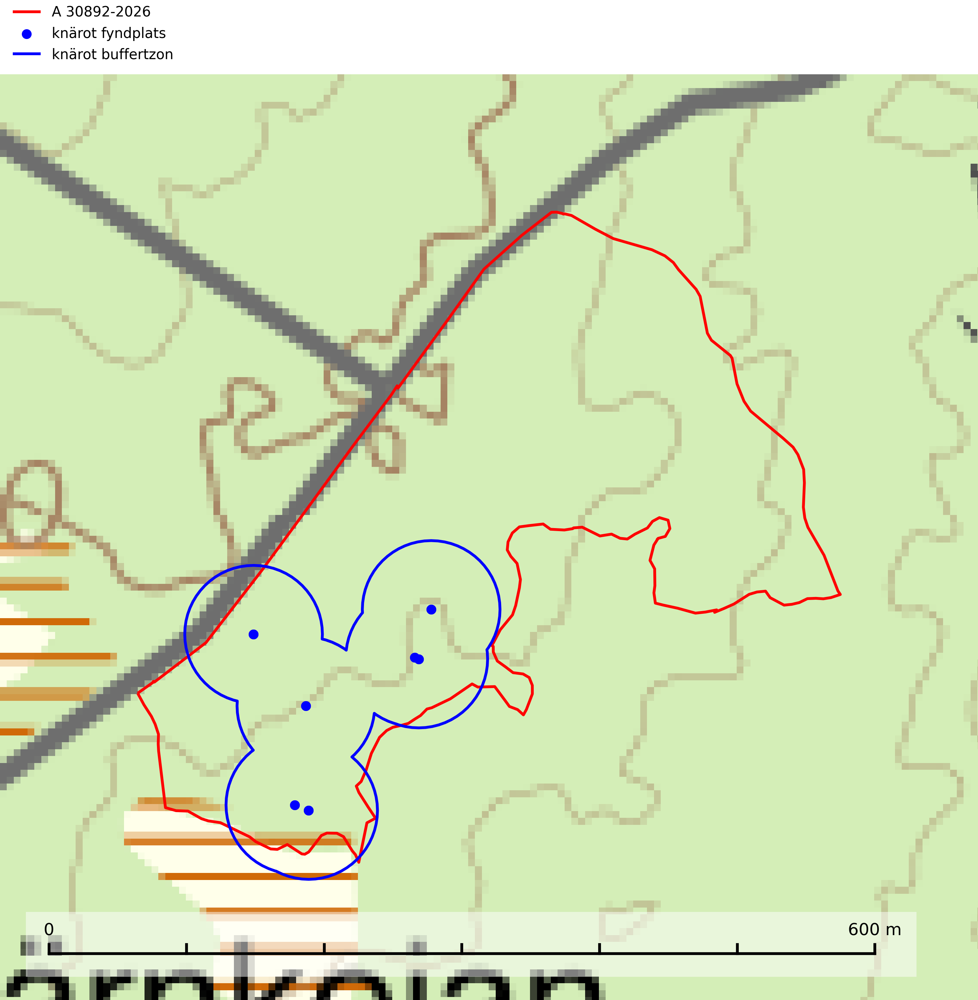 A 30892-2026
knärot fyndplats
knärot buffertzon
0
600 m